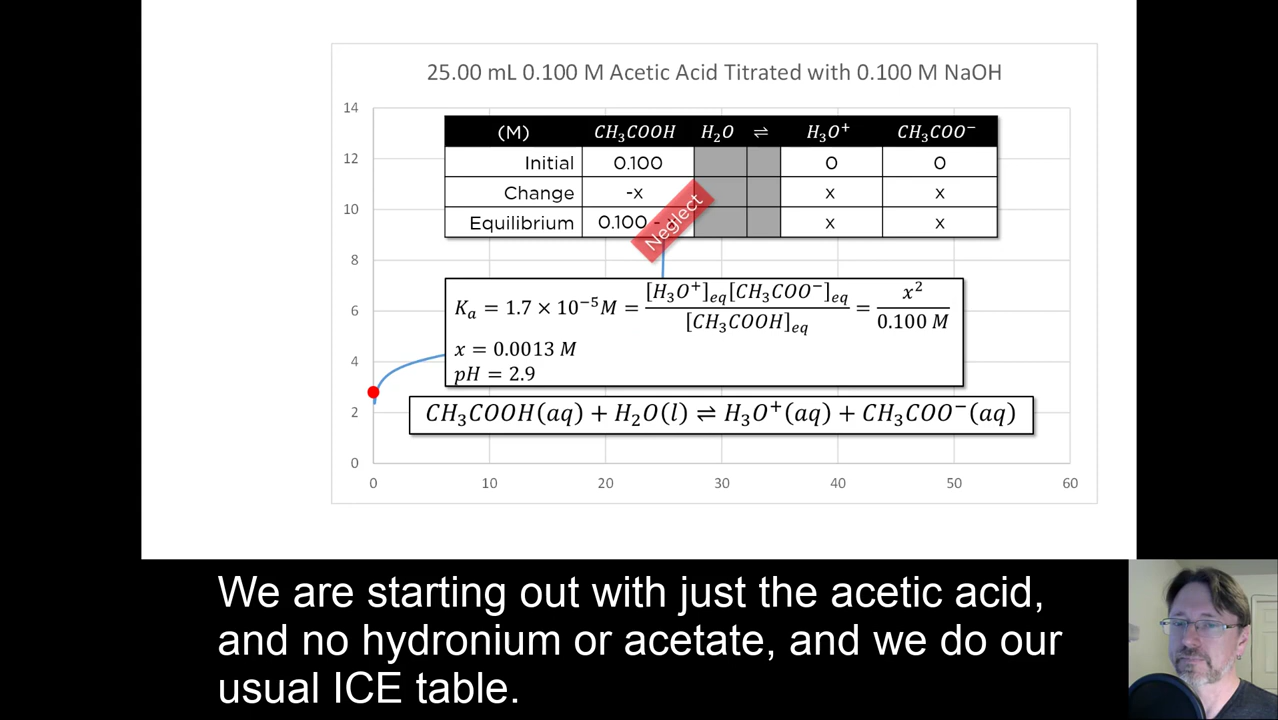 25.00 mL 0.100 M Acetic Acid Titrated with 0.100 M NaOH
14
12
10
8
6
4
2
0
(M) CH₃COOH H₂O ⇌ H₃O⁺ CH₃COO⁻
Initial 0.100 0 0
Change -x x x
Equilibrium 0.100 - x x
Neglect
Kₐ = 1.7 × 10⁻⁵M = [H₃O⁺]eq[CH₃COO⁻]eq / [CH₃COOH]eq = x² / 0.100 M
x = 0.0013 M
pH = 2.9
CH₃COOH(aq) + H₂O(l) ⇌ H₃O⁺(aq) + CH₃COO⁻(aq)
0 10 20 30 40 50 60
We are starting out with just the acetic acid,
and no hydronium or acetate, and we do our
usual ICE table.